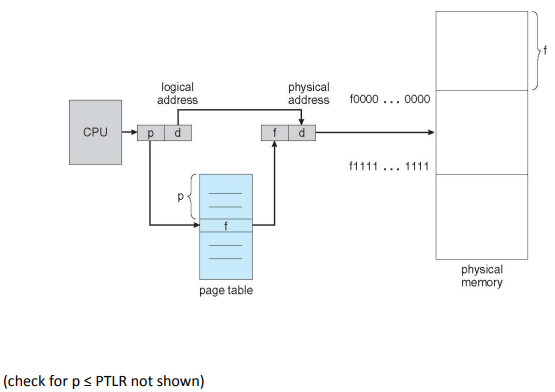 logical
address
physical
address
f0000 ... 0000
f
CPU
p
d
f
d
f1111 ... 1111
p
f
page table
physical
memory
(check for p ≤ PTLR not shown)